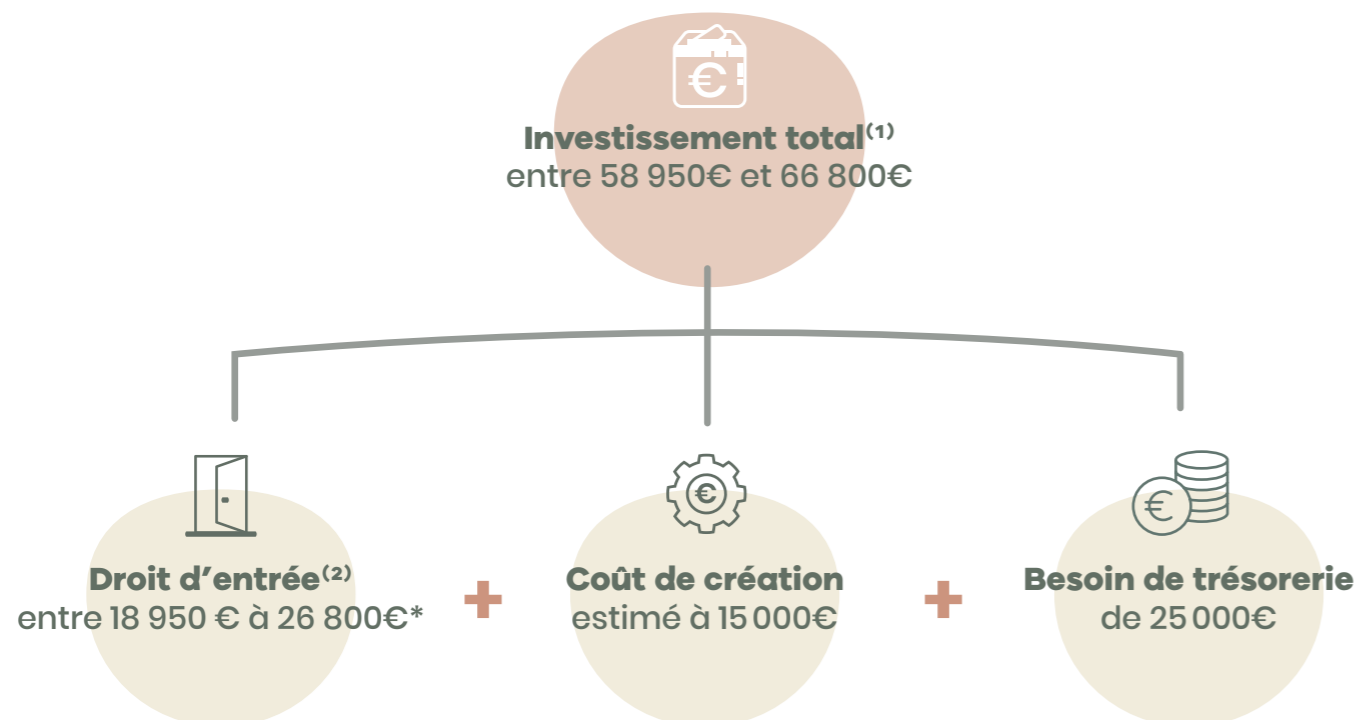 €
Investissement total⁽¹⁾
entre 58 950€ et 66 800€
€
€
Droit d’entrée⁽²⁾
entre 18 950 € à 26 800€*
+
Coût de création
estimé à 15 000€
+
Besoin de trésorerie
de 25 000€